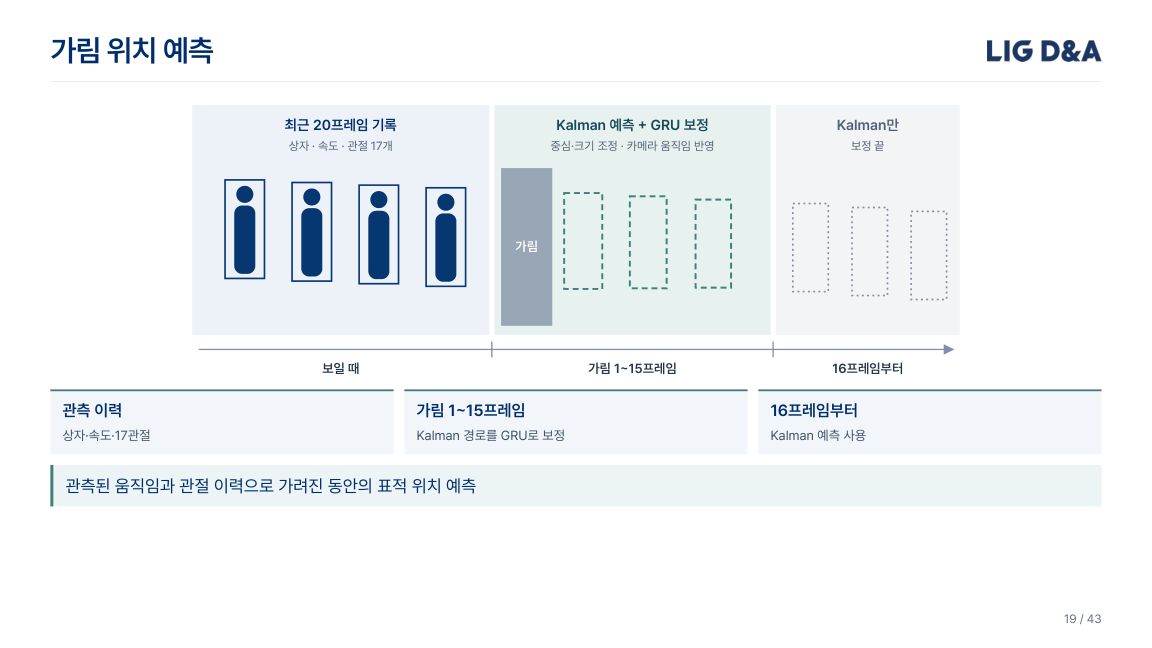 가림 위치 예측
LIG D&A
최근 20프레임 기록
상자 · 속도 · 관절 17개
Kalman 예측 + GRU 보정
중심·크기 조정 · 카메라 움직임 반영
Kalman만
보정 끝
가림
보일 때
가림 1~15프레임
16프레임부터
관측 이력
상자·속도·17관절
가림 1~15프레임
Kalman 경로를 GRU로 보정
16프레임부터
Kalman 예측 사용
관측된 움직임과 관절 이력으로 가려진 동안의 표적 위치 예측
19 / 43